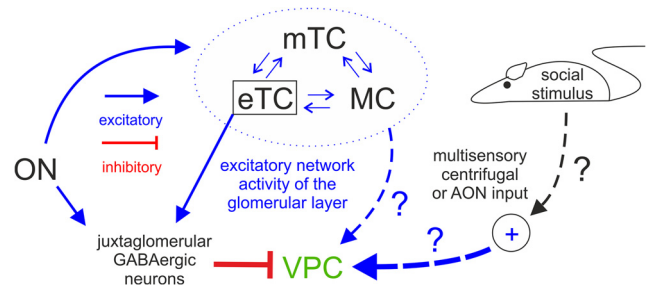 mTC
eTC
MC
excitatory
inhibitory
ON
excitatory network
activity of the
glomerular layer
?
juxtaglomerular
GABAergic
neurons
VPC
social
stimulus
?
multisensory
centrifugal
or AON input
+
?